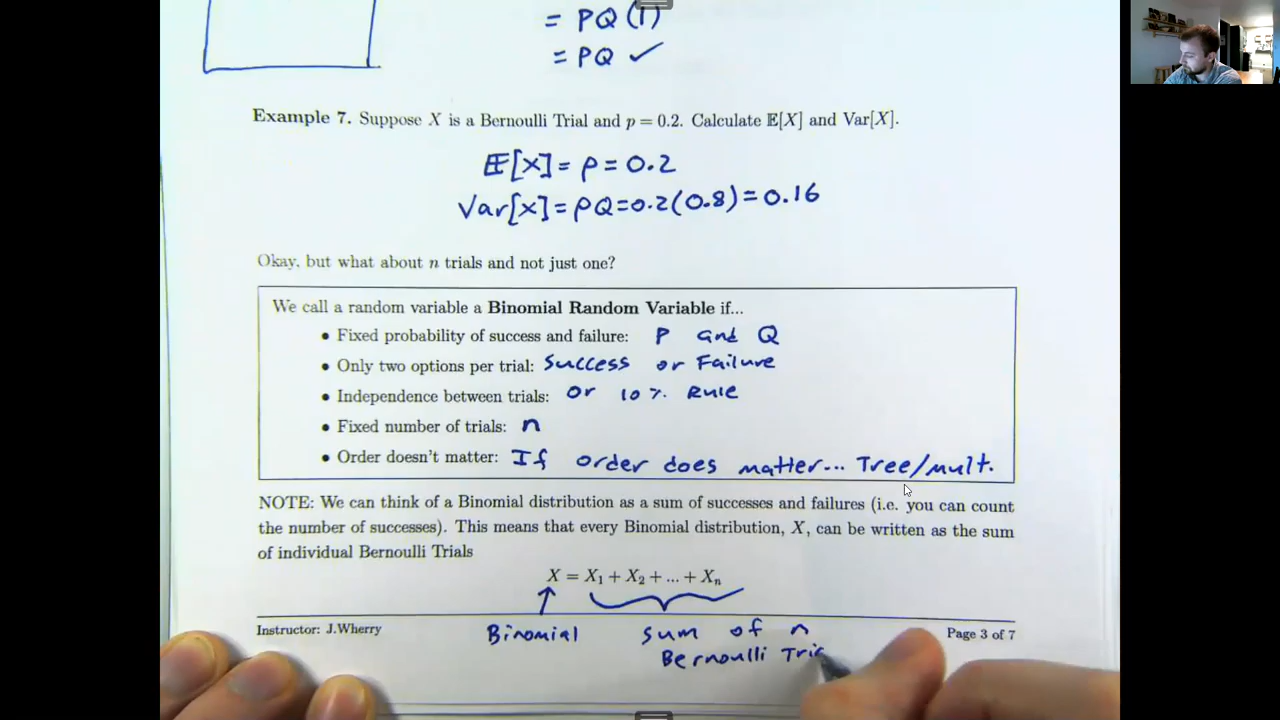 = PQ (1)
= PQ ✓
Example 7. Suppose X is a Bernoulli Trial and p = 0.2. Calculate 𝔼[X] and Var[X].
𝔼[X] = P = 0.2
Var[X] = PQ = 0.2(0.8) = 0.16
Okay, but what about n trials and not just one?
We call a random variable a Binomial Random Variable if...
• Fixed probability of success and failure: P and Q
• Only two options per trial: Success or Failure
• Independence between trials: or 10% Rule
• Fixed number of trials: n
• Order doesn't matter: If order does matter... Tree/mult.
NOTE: We can think of a Binomial distribution as a sum of successes and failures (i.e. you can count
the number of successes). This means that every Binomial distribution, X, can be written as the sum
of individual Bernoulli Trials
X = X₁ + X₂ + ... + Xₙ
Instructor: J.Wherry
Binomial
sum of n
Page 3 of 7
Bernoulli Tria